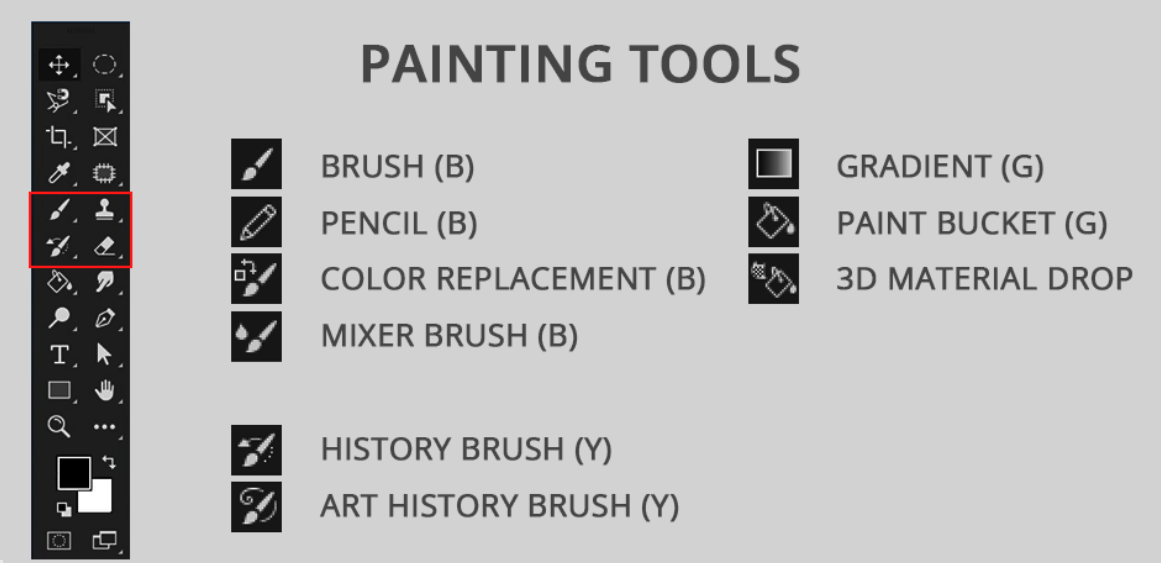 PAINTING TOOLS
BRUSH (B)
PENCIL (B)
COLOR REPLACEMENT (B)
MIXER BRUSH (B)
HISTORY BRUSH (Y)
ART HISTORY BRUSH (Y)
GRADIENT (G)
PAINT BUCKET (G)
3D MATERIAL DROP